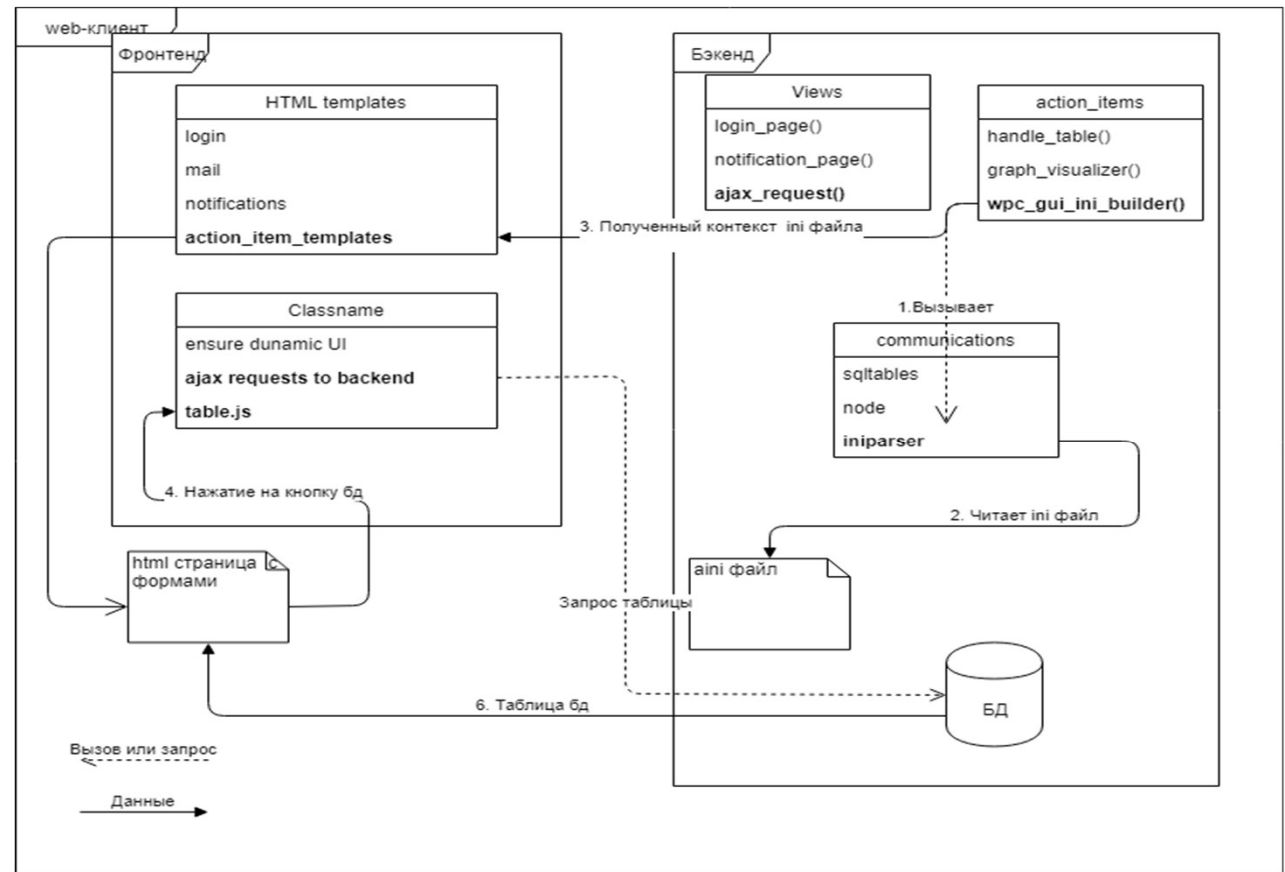 web-клиент
Фронтенд
HTML templates
login
mail
notifications
action_item_templates
Classname
ensure dunamic UI
ajax requests to backend
table.js
4. Нажатие на кнопку бд
html страница с
формами
Бэкенд
Views
login_page()
notification_page()
ajax_request()
action_items
handle_table()
graph_visualizer()
wpc_gui_ini_builder()
3. Полученный контекст ini файла
1.Вызывает
communications
sqltables
node
iniparser
2. Читает ini файл
aini файл
Запрос таблицы
БД
6. Таблица бд
Вызов или запрос
Данные